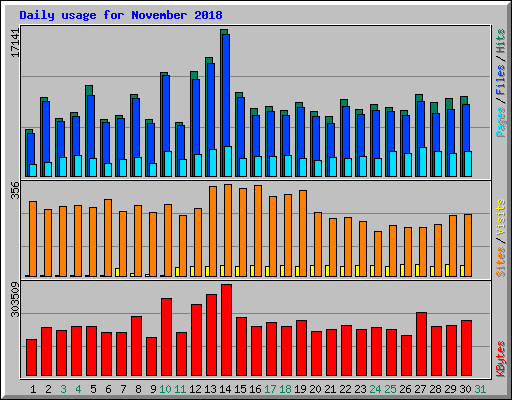 Daily usage for November 2018
17141
356
303509
Pages / Files / Hits
Sites / Visits
KBytes
1 2 3 4 5 6 7 8 9 10 11 12 13 14 15 16 17 18 19 20 21 22 23 24 25 26 27 28 29 30 31